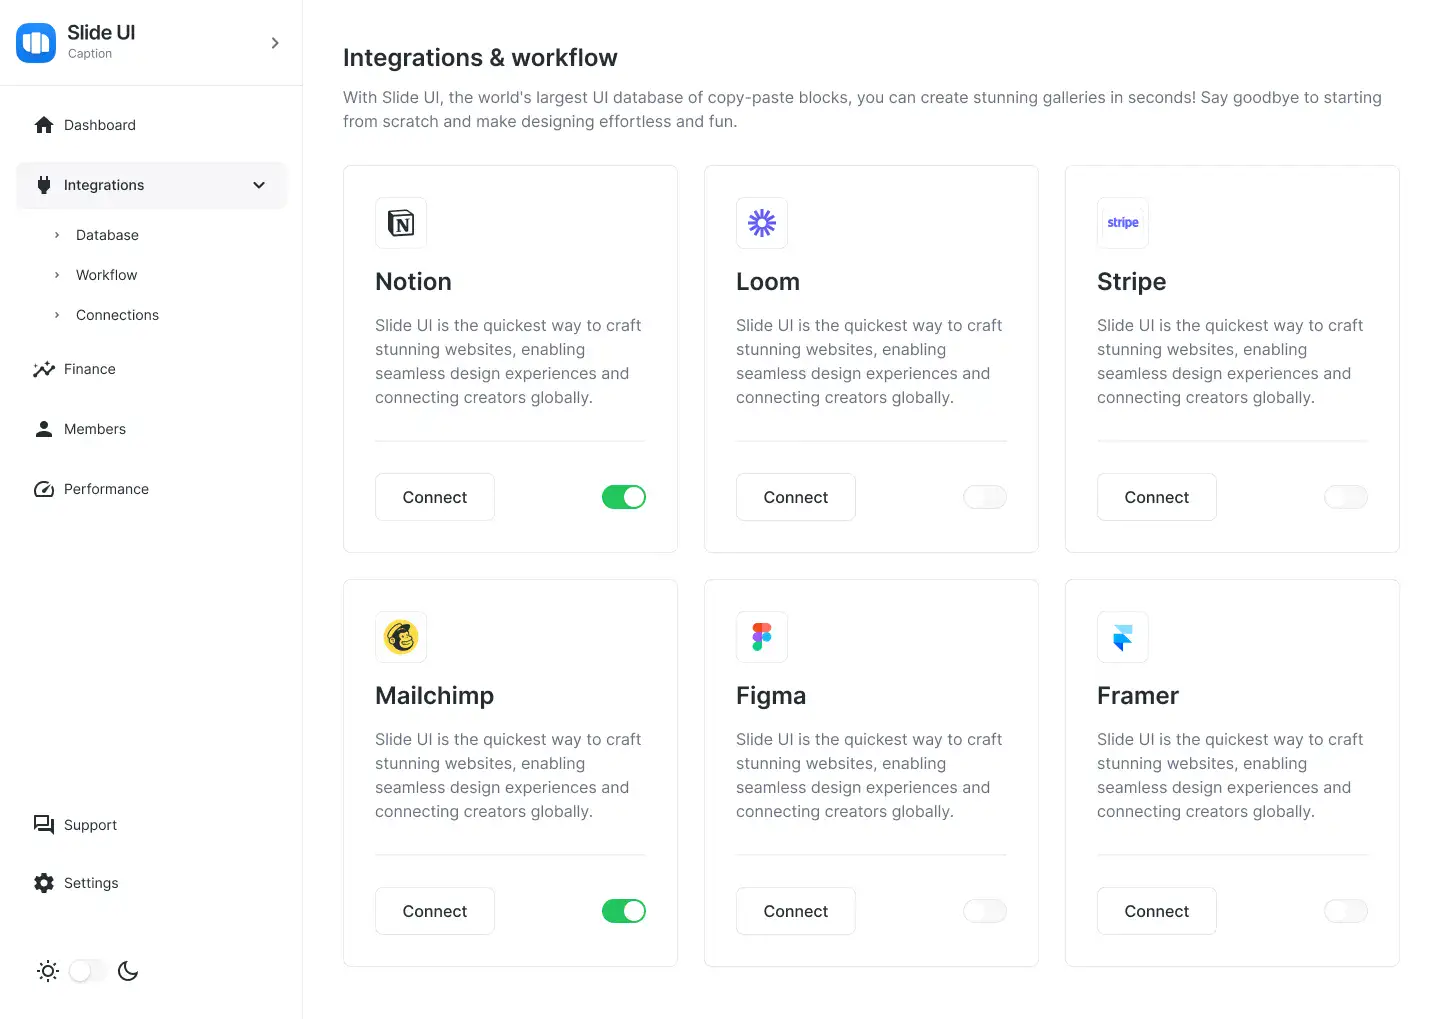 Slide UI
Caption
Dashboard
Integrations
Database
Workflow
Connections
Finance
Members
Performance
Support
Settings
Integrations & workflow
With Slide UI, the world's largest UI database of copy-paste blocks, you can create stunning galleries in seconds! Say goodbye to starting
from scratch and make designing effortless and fun.
Notion
Slide UI is the quickest way to craft
stunning websites, enabling
seamless design experiences and
connecting creators globally.
Connect
Loom
Slide UI is the quickest way to craft
stunning websites, enabling
seamless design experiences and
connecting creators globally.
Connect
stripe
Stripe
Slide UI is the quickest way to craft
stunning websites, enabling
seamless design experiences and
connecting creators globally.
Connect
Mailchimp
Slide UI is the quickest way to craft
stunning websites, enabling
seamless design experiences and
connecting creators globally.
Connect
Figma
Slide UI is the quickest way to craft
stunning websites, enabling
seamless design experiences and
connecting creators globally.
Connect
Framer
Slide UI is the quickest way to craft
stunning websites, enabling
seamless design experiences and
connecting creators globally.
Connect